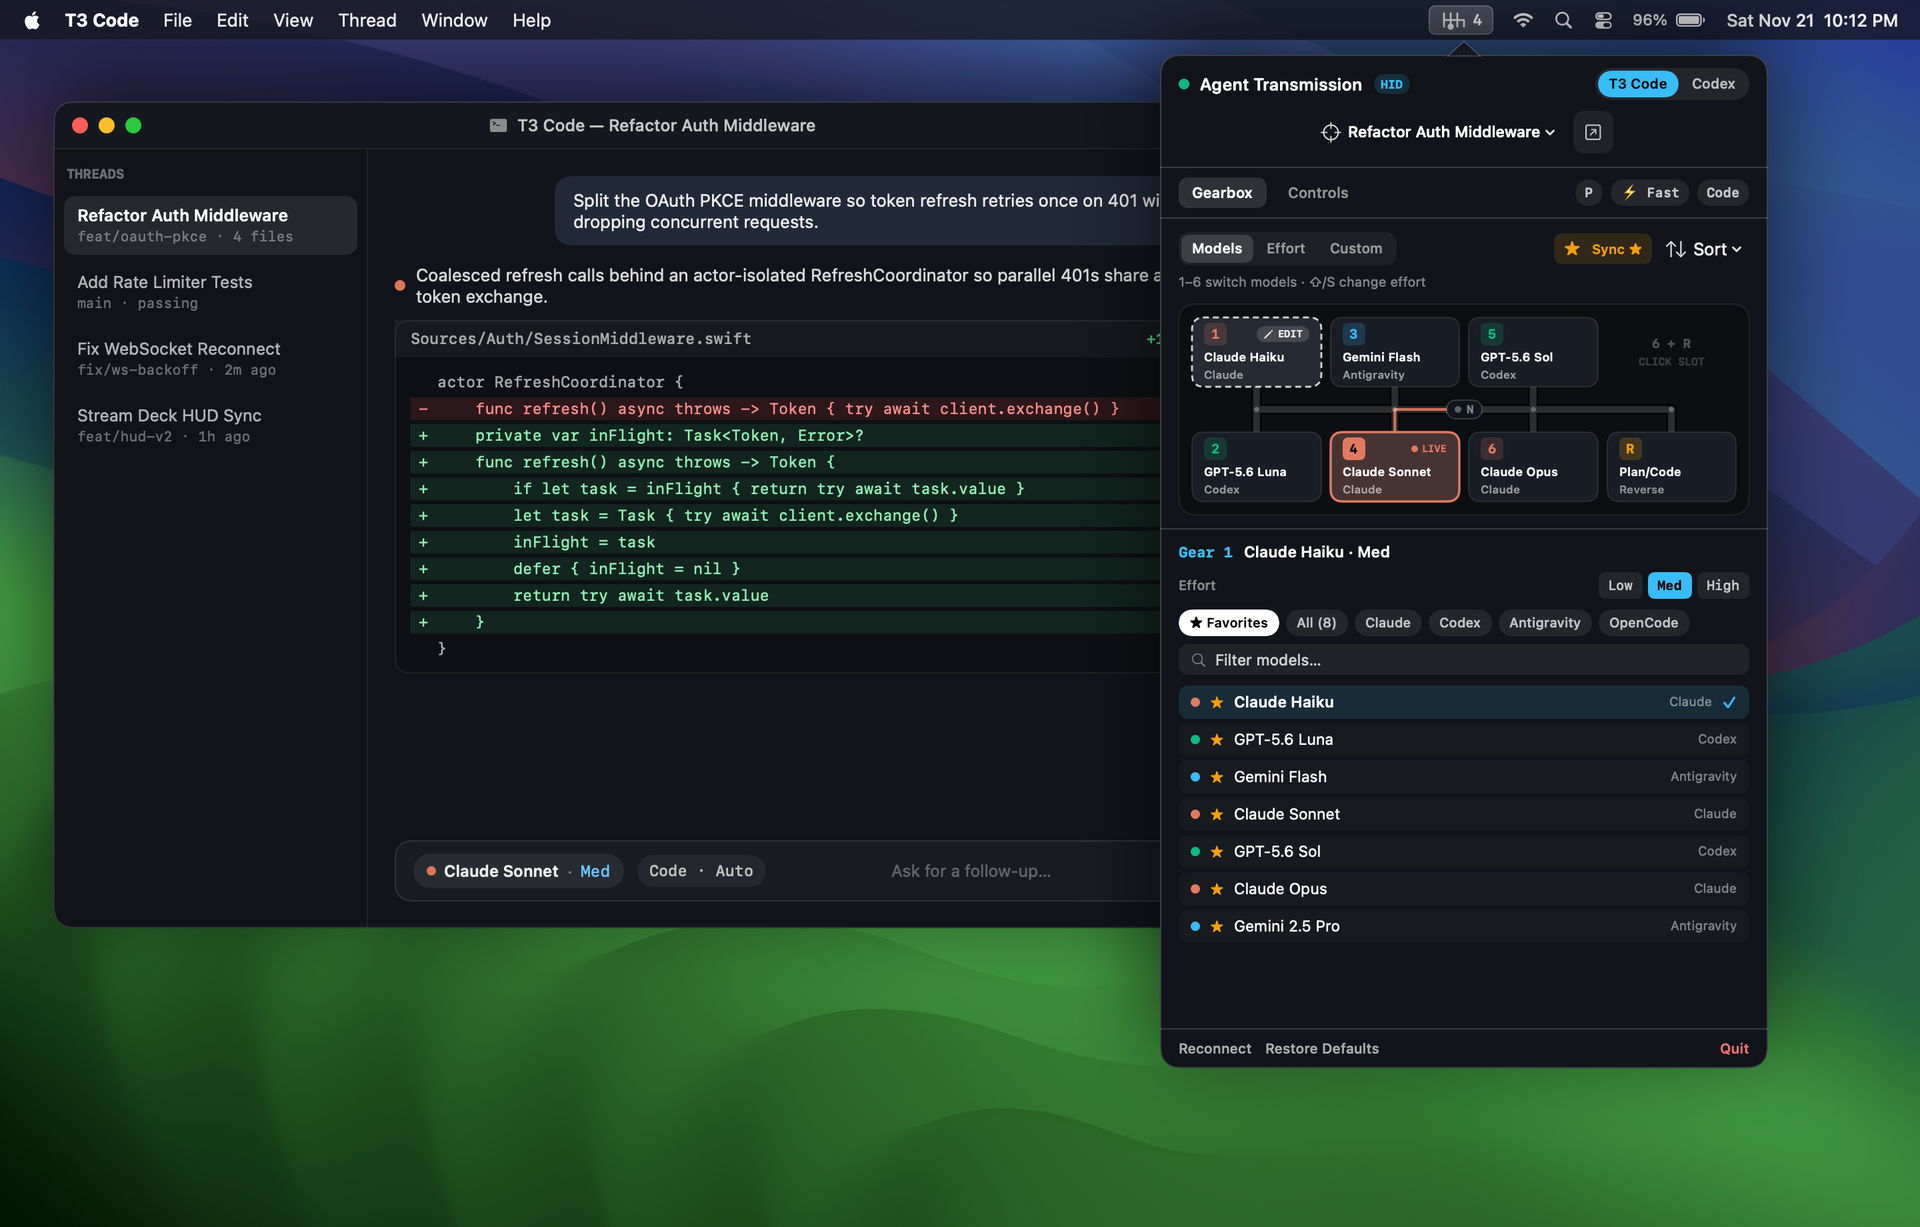 T3 Code File Edit View Thread Window Help
4 96% Sat Nov 21 10:12 PM
T3 Code — Refactor Auth Middleware
THREADS
Refactor Auth Middleware
feat/oauth-pkce · 4 files
Add Rate Limiter Tests
main · passing
Fix WebSocket Reconnect
fix/ws-backoff · 2m ago
Stream Deck HUD Sync
feat/hud-v2 · 1h ago
Split the OAuth PKCE middleware so token refresh retries once on 401 wi
dropping concurrent requests.
Coalesced refresh calls behind an actor-isolated RefreshCoordinator so parallel 401s share a
token exchange.
Sources/Auth/SessionMiddleware.swift +1
actor RefreshCoordinator {
− func refresh() async throws -> Token { try await client.exchange() }
+ private var inFlight: Task<Token, Error>?
+ func refresh() async throws -> Token {
+ if let task = inFlight { return try await task.value }
+ let task = Task { try await client.exchange() }
+ inFlight = task
+ defer { inFlight = nil }
+ return try await task.value
+ }
}
Claude Sonnet · Med Code · Auto Ask for a follow-up...
Agent Transmission HID T3 Code Codex
Refactor Auth Middleware
Gearbox Controls P ⚡ Fast Code
Models Effort Custom ★ Sync ★ Sort
1–6 switch models · ⇧/S change effort
1 EDIT
Claude Haiku
Claude
3
Gemini Flash
Antigravity
5
GPT-5.6 Sol
Codex
6 + R
CLICK SLOT
N
2
GPT-5.6 Luna
Codex
4 LIVE
Claude Sonnet
Claude
6
Claude Opus
Claude
R
Plan/Code
Reverse
Gear 1 Claude Haiku · Med
Effort Low Med High
★ Favorites All (8) Claude Codex Antigravity OpenCode
Filter models...
★ Claude Haiku Claude ✓
★ GPT-5.6 Luna Codex
★ Gemini Flash Antigravity
★ Claude Sonnet Claude
★ GPT-5.6 Sol Codex
★ Claude Opus Claude
★ Gemini 2.5 Pro Antigravity
Reconnect Restore Defaults Quit